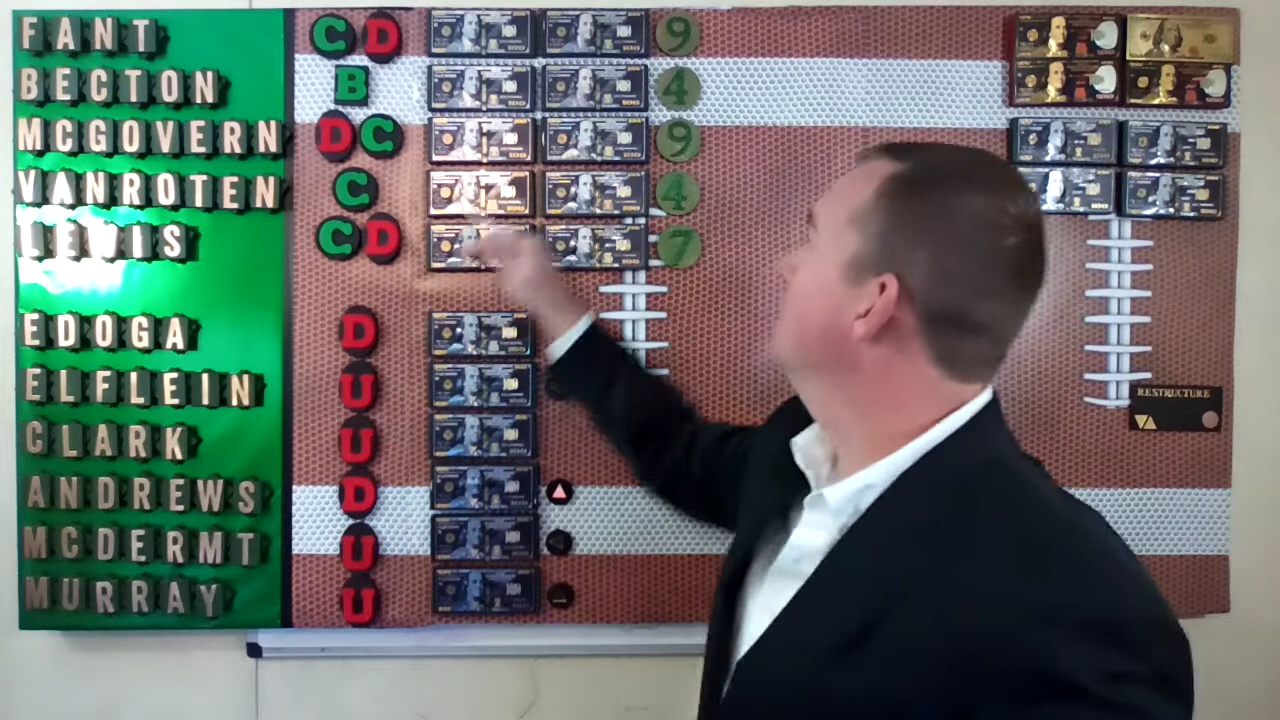 FANT C D 9
BECTON B 4
MCGOVERN D C 9
VANROTEN C 4
LEWIS C D 7
EDOGA D
ELFLEIN U
CLARK U
ANDREWS D
MCDERMT U
MURRAY U
RESTRUCTURE